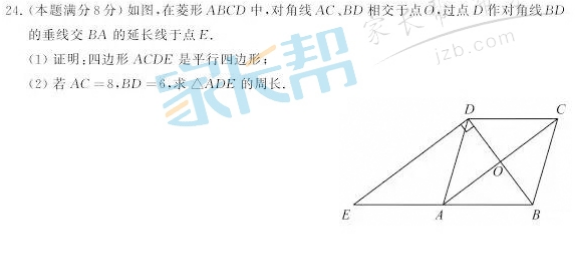 24.(本题满分8分)如图,在菱形ABCD中,对角线AC、BD相交于点O,过点D作对角线BD
的垂线交BA的延长线于点E.
(1)证明:四边形ACDE是平行四边形;
(2)若AC=8,BD=6,求△ADE的周长.
家长帮
jzb.com
家长帮
D
C
O
E
A
B